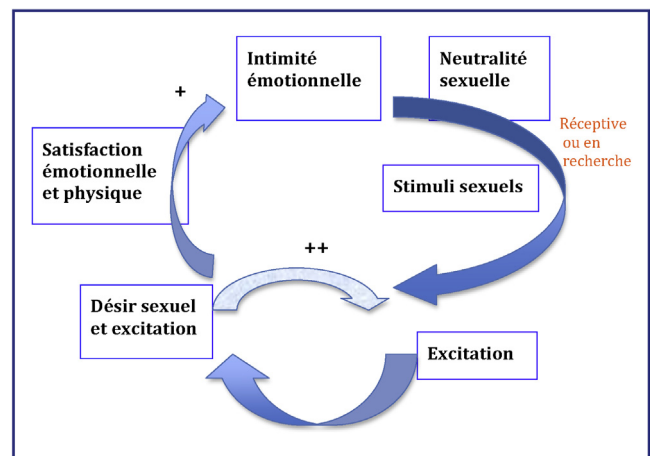 Intimité
émotionnelle
Neutralité
sexuelle
+
Réceptive
ou en
recherche
Satisfaction
émotionnelle
et physique
Stimuli sexuels
++
Désir sexuel
et excitation
Excitation